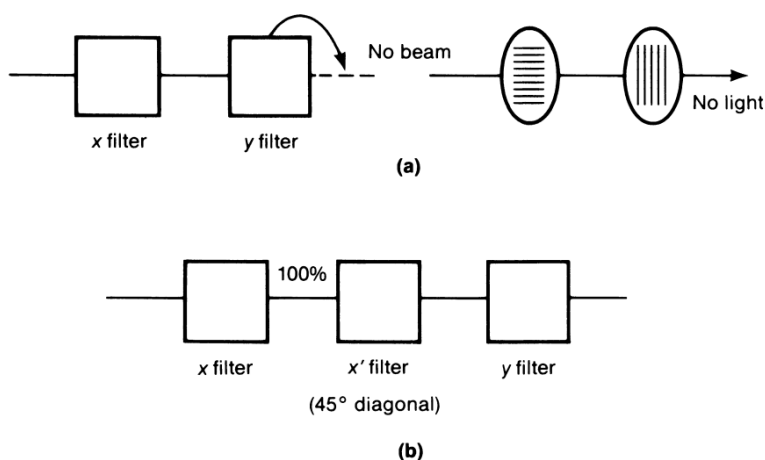 No beam
No light
x filter
y filter
(a)
100%
x filter
x′ filter
y filter
(45° diagonal)
(b)